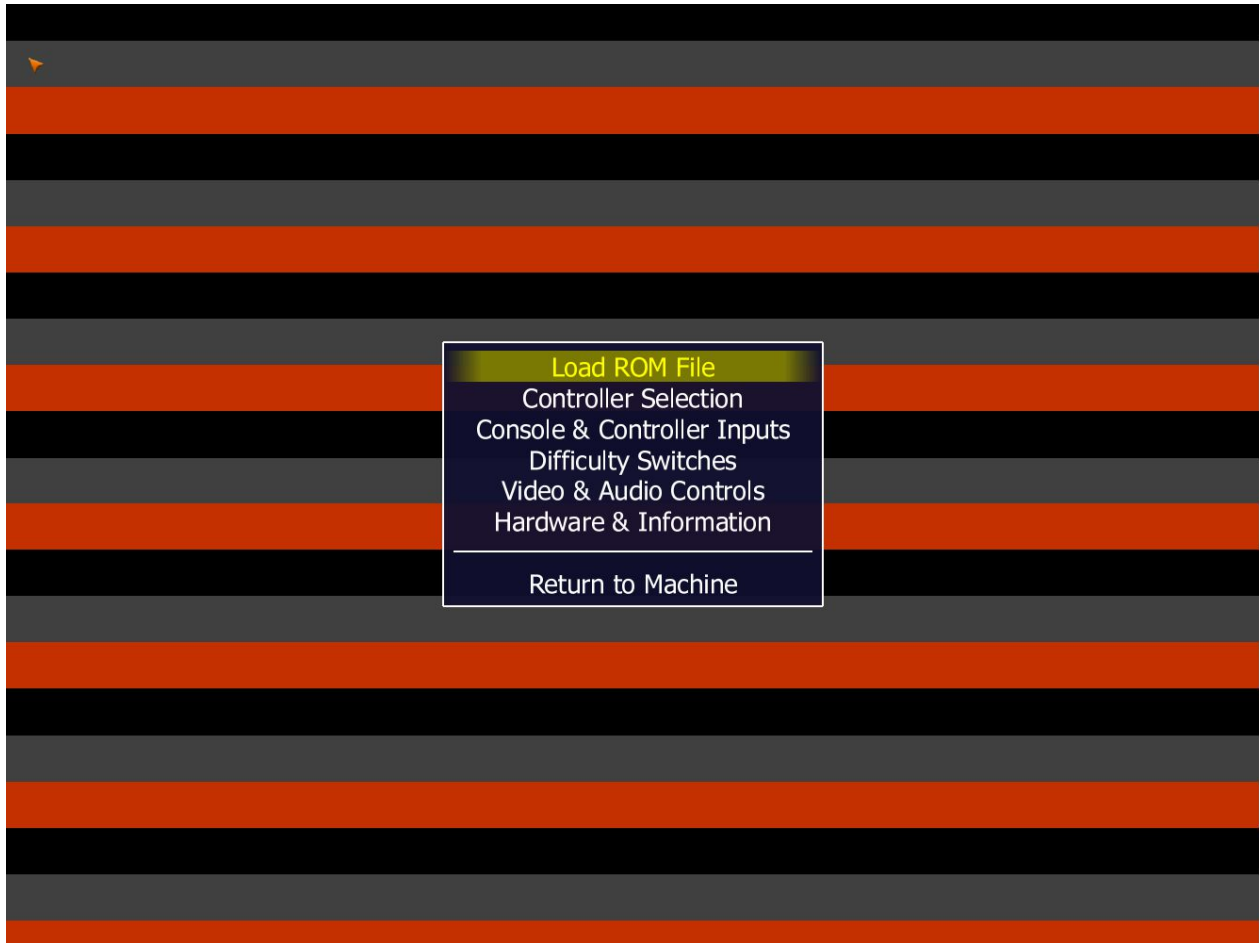 Load ROM File
Controller Selection
Console & Controller Inputs
Difficulty Switches
Video & Audio Controls
Hardware & Information
Return to Machine